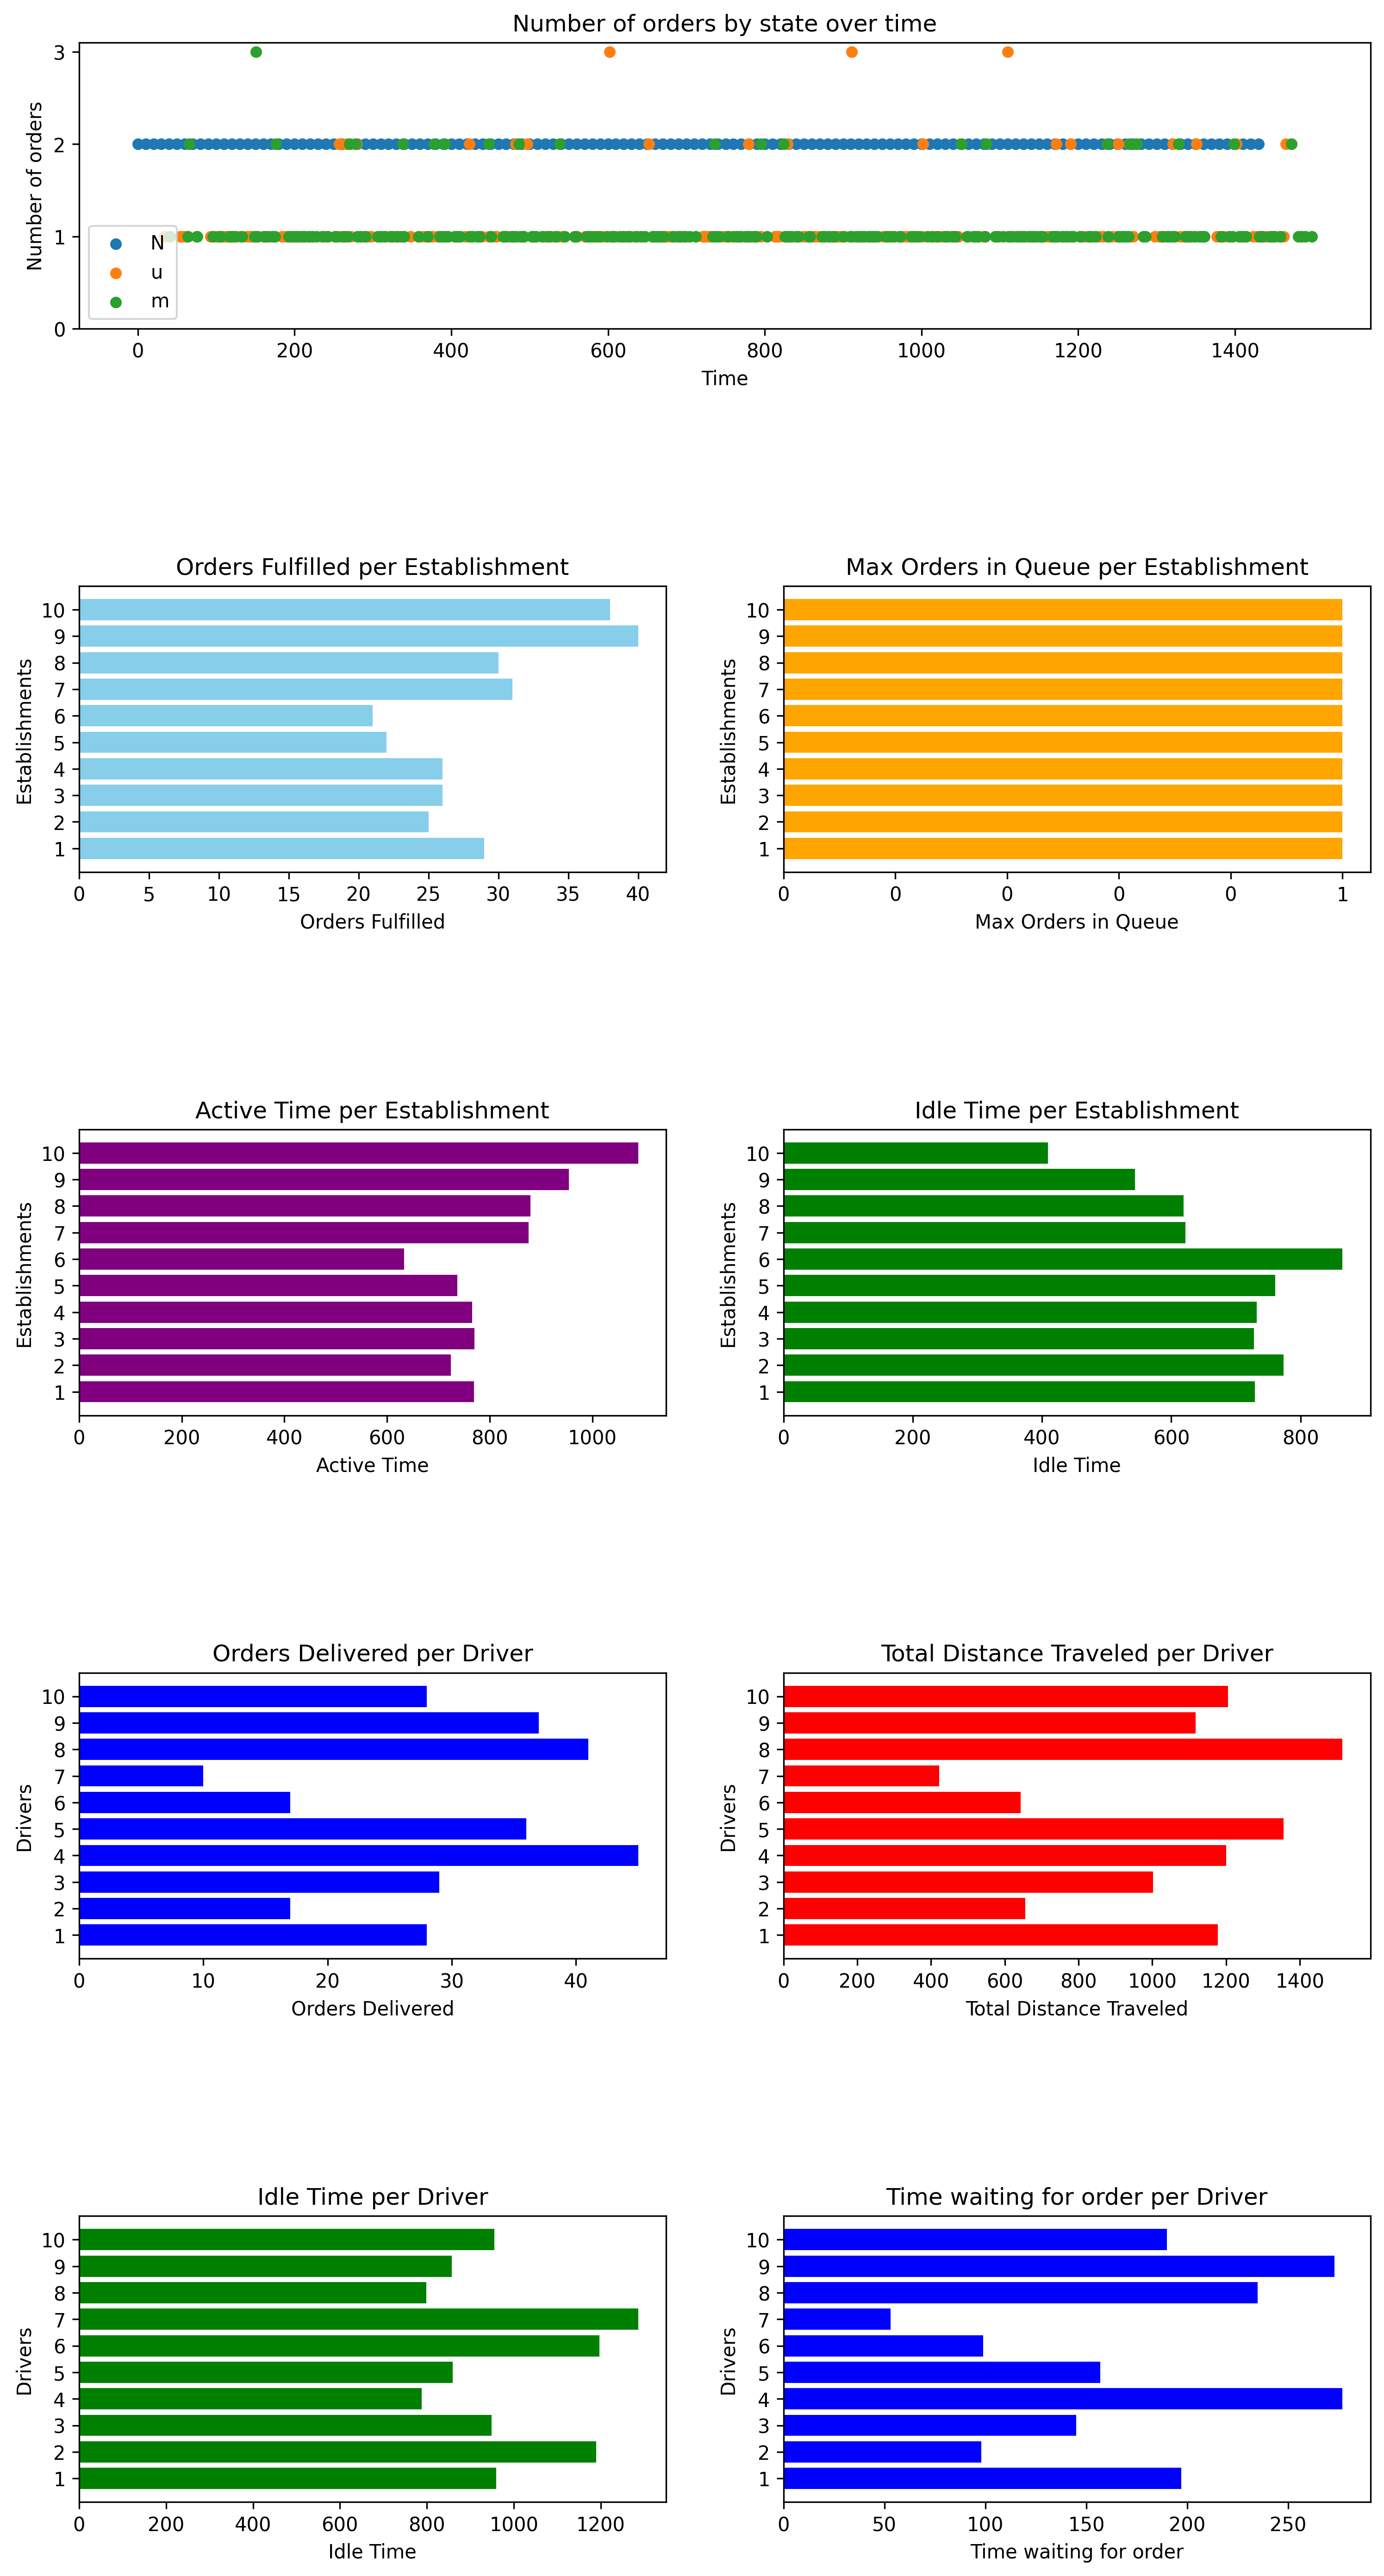 Number of orders by state over time
Number of orders
3
2
1
0
N
u
m
0 200 400 600 800 1000 1200 1400
Time
Orders Fulfilled per Establishment
Establishments
10
9
8
7
6
5
4
3
2
1
0 5 10 15 20 25 30 35 40
Orders Fulfilled
Max Orders in Queue per Establishment
Establishments
10
9
8
7
6
5
4
3
2
1
0 0 0 0 0 1
Max Orders in Queue
Active Time per Establishment
Establishments
10
9
8
7
6
5
4
3
2
1
0 200 400 600 800 1000
Active Time
Idle Time per Establishment
Establishments
10
9
8
7
6
5
4
3
2
1
0 200 400 600 800
Idle Time
Orders Delivered per Driver
Drivers
10
9
8
7
6
5
4
3
2
1
0 10 20 30 40
Orders Delivered
Total Distance Traveled per Driver
Drivers
10
9
8
7
6
5
4
3
2
1
0 200 400 600 800 1000 1200 1400
Total Distance Traveled
Idle Time per Driver
Drivers
10
9
8
7
6
5
4
3
2
1
0 200 400 600 800 1000 1200
Idle Time
Time waiting for order per Driver
Drivers
10
9
8
7
6
5
4
3
2
1
0 50 100 150 200 250
Time waiting for order